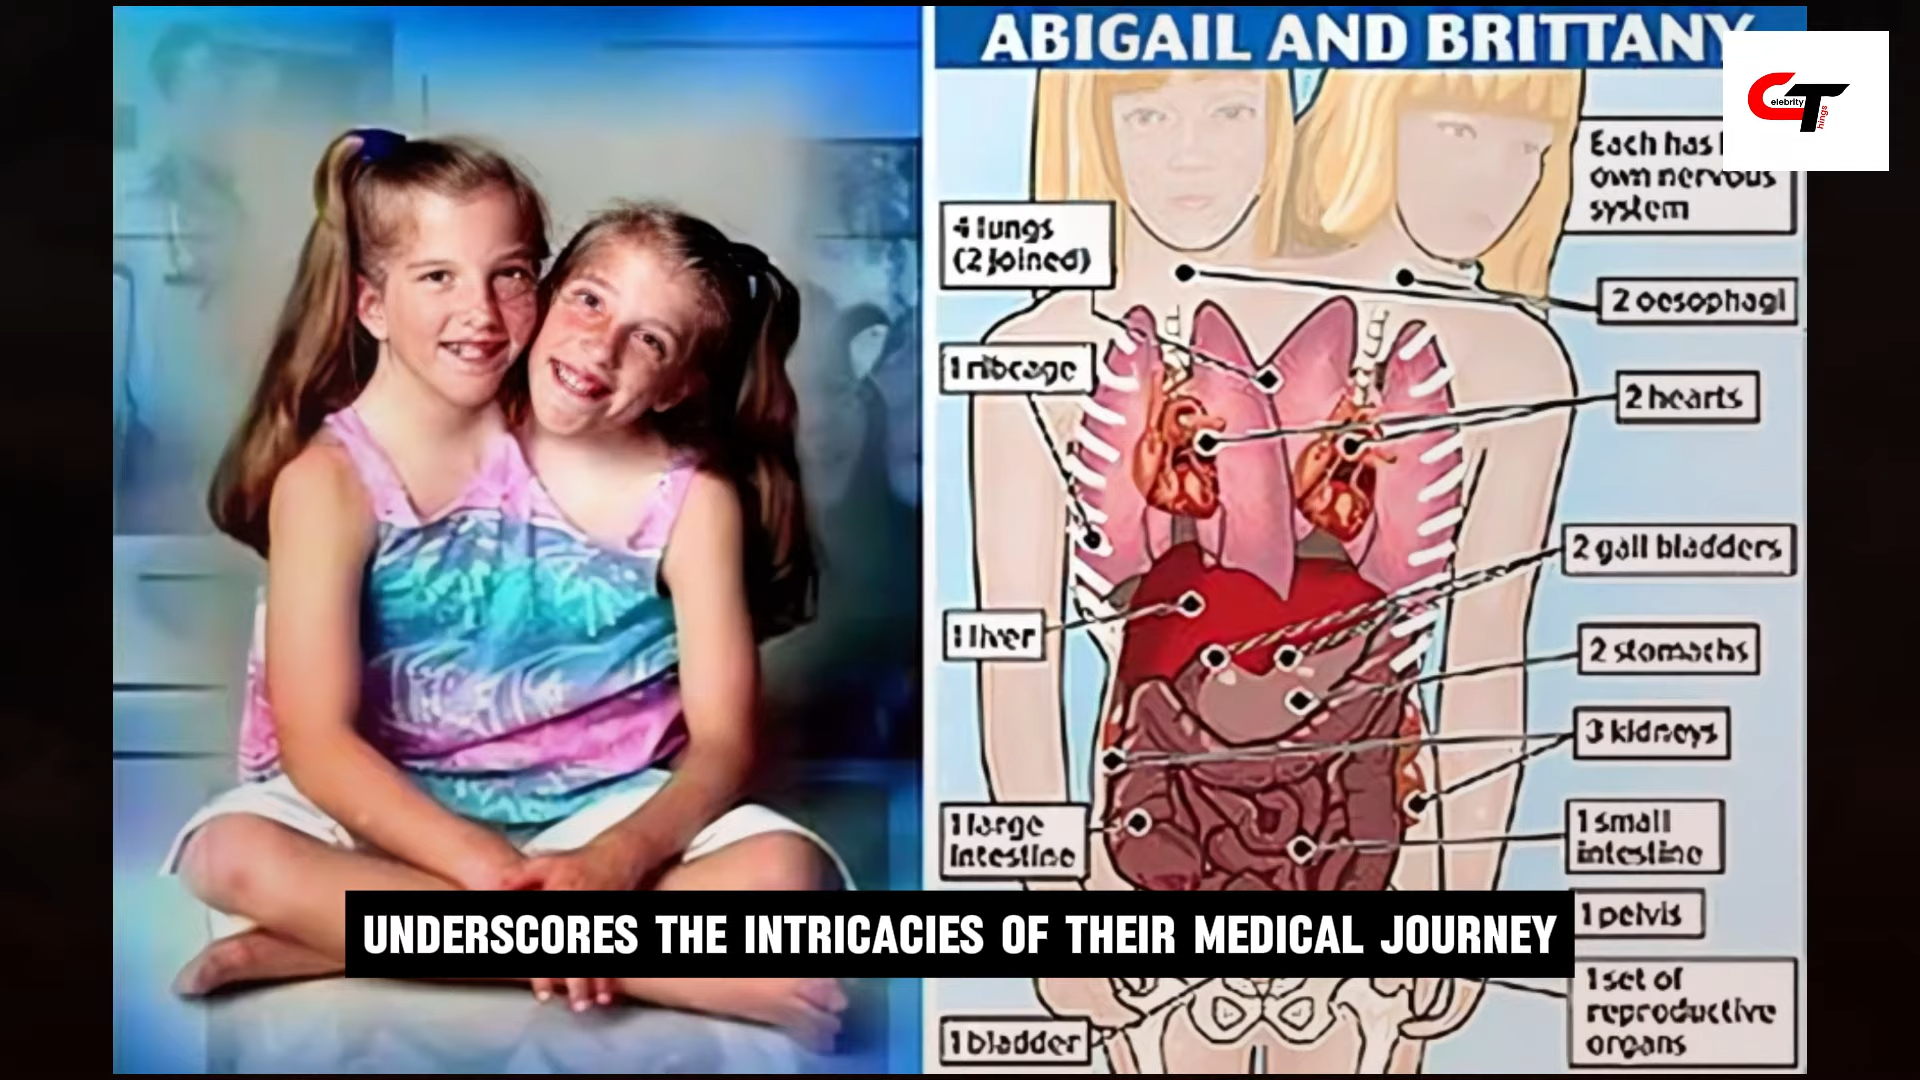 ABIGAIL AND BRITTANY
Celebrity
Things
Each has
own nervous
system
4 lungs
(2 joined)
2 oesophagi
1 ribcage
2 hearts
2 gall bladders
1 liver
2 stomachs
3 kidneys
1 large
intestine
1 small
intestine
1 pelvis
UNDERSCORES THE INTRICACIES OF THEIR MEDICAL JOURNEY
1 set of
reproductive
organs
1 bladder